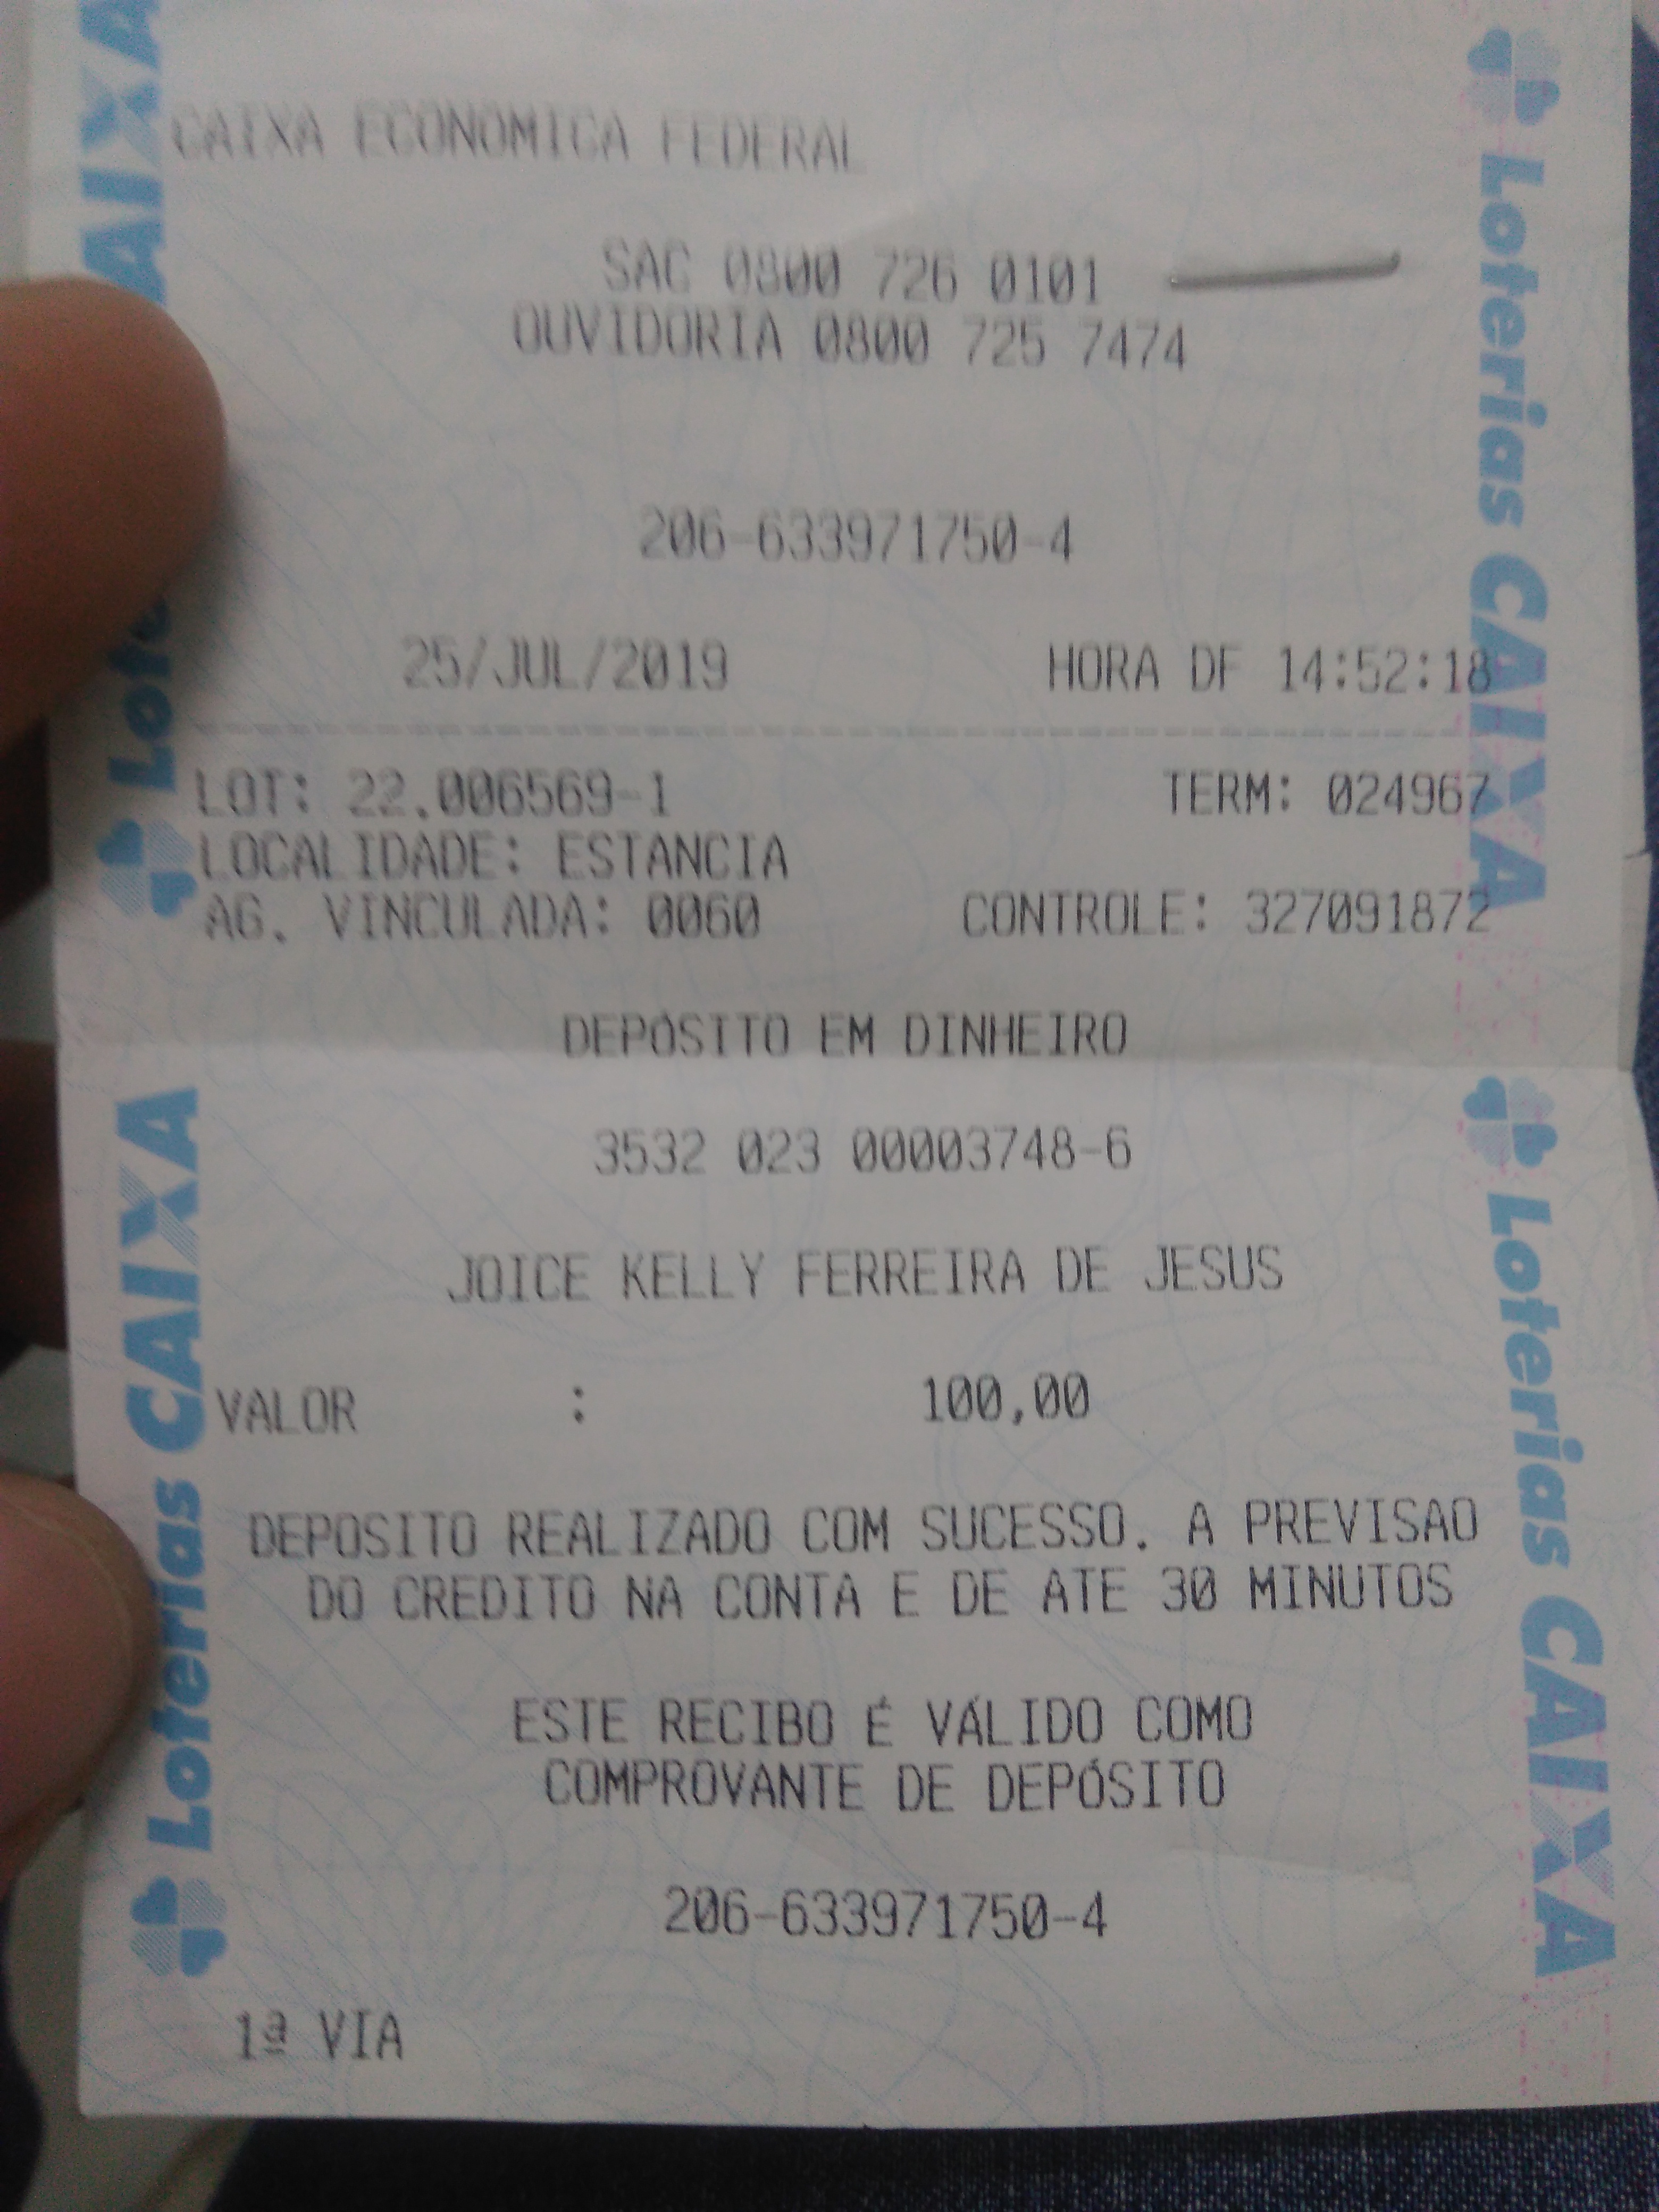 CAIXA ECONOMICA FEDERAL
SAC 0800 726 0101
OUVIDORIA 0800 725 7474
206-633971750-4
25/JUL/2019 HORA DF 14:52:18
LOT: 22.006569-1 TERM: 024967
LOCALIDADE: ESTANCIA
AG. VINCULADA: 0060 CONTROLE: 327091872
DEPÓSITO EM DINHEIRO
3532 023 00003748-6
JOICE KELLY FERREIRA DE JESUS
VALOR : 100,00
DEPOSITO REALIZADO COM SUCESSO. A PREVISAO
DO CREDITO NA CONTA E DE ATE 30 MINUTOS
ESTE RECIBO É VÁLIDO COMO
COMPROVANTE DE DEPÓSITO
206-633971750-4
1ª VIA
Loterias CAIXA
Loterias CAIXA
Loterias CAIXA